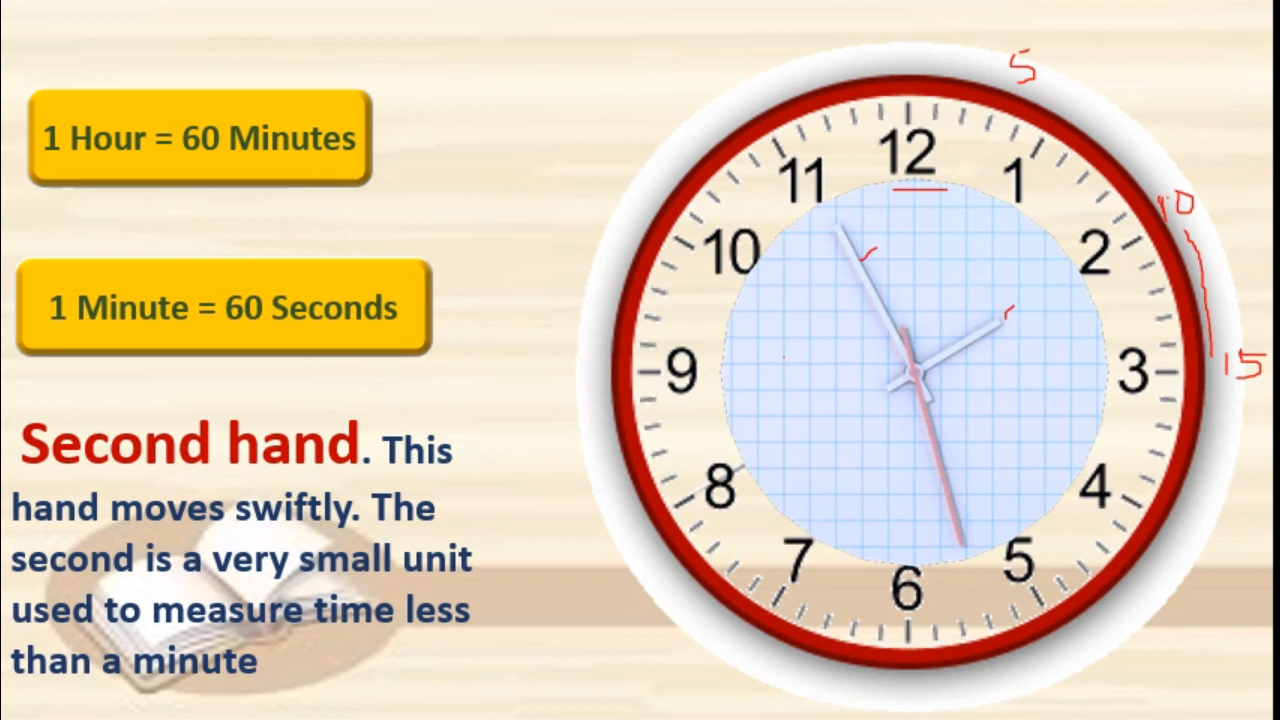 1 Hour = 60 Minutes
1 Minute = 60 Seconds
Second hand. This
hand moves swiftly. The
second is a very small unit
used to measure time less
than a minute
5
10
15
12
1
2
3
4
5
6
7
8
9
10
11